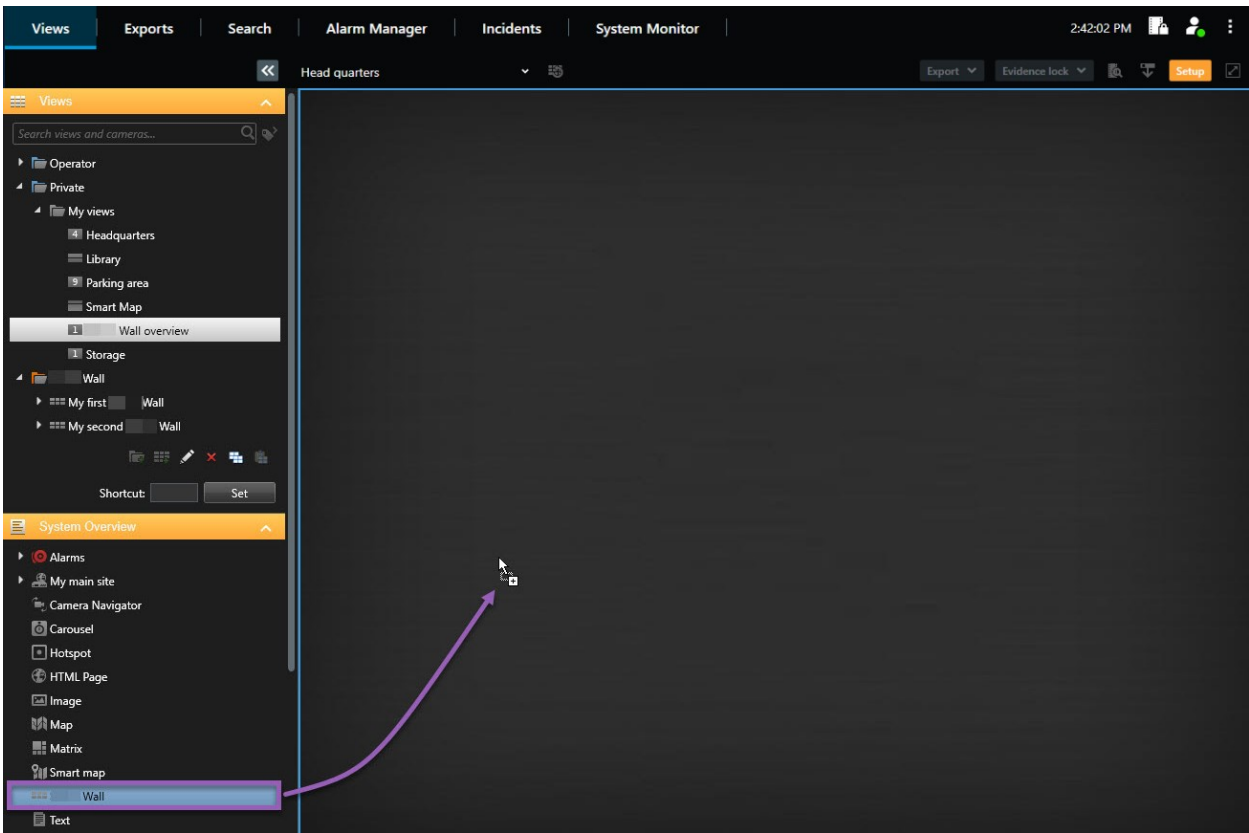 Views Exports Search Alarm Manager Incidents System Monitor 2:42:02 PM
Head quarters Export Evidence lock Setup
Views
Search views and cameras...
Operator
Private
My views
4 Headquarters
Library
9 Parking area
Smart Map
1 Wall overview
1 Storage
Wall
My first Wall
My second Wall
Shortcut: Set
System Overview
Alarms
My main site
Camera Navigator
Carousel
Hotspot
HTML Page
Image
Map
Matrix
Smart map
Wall
Text